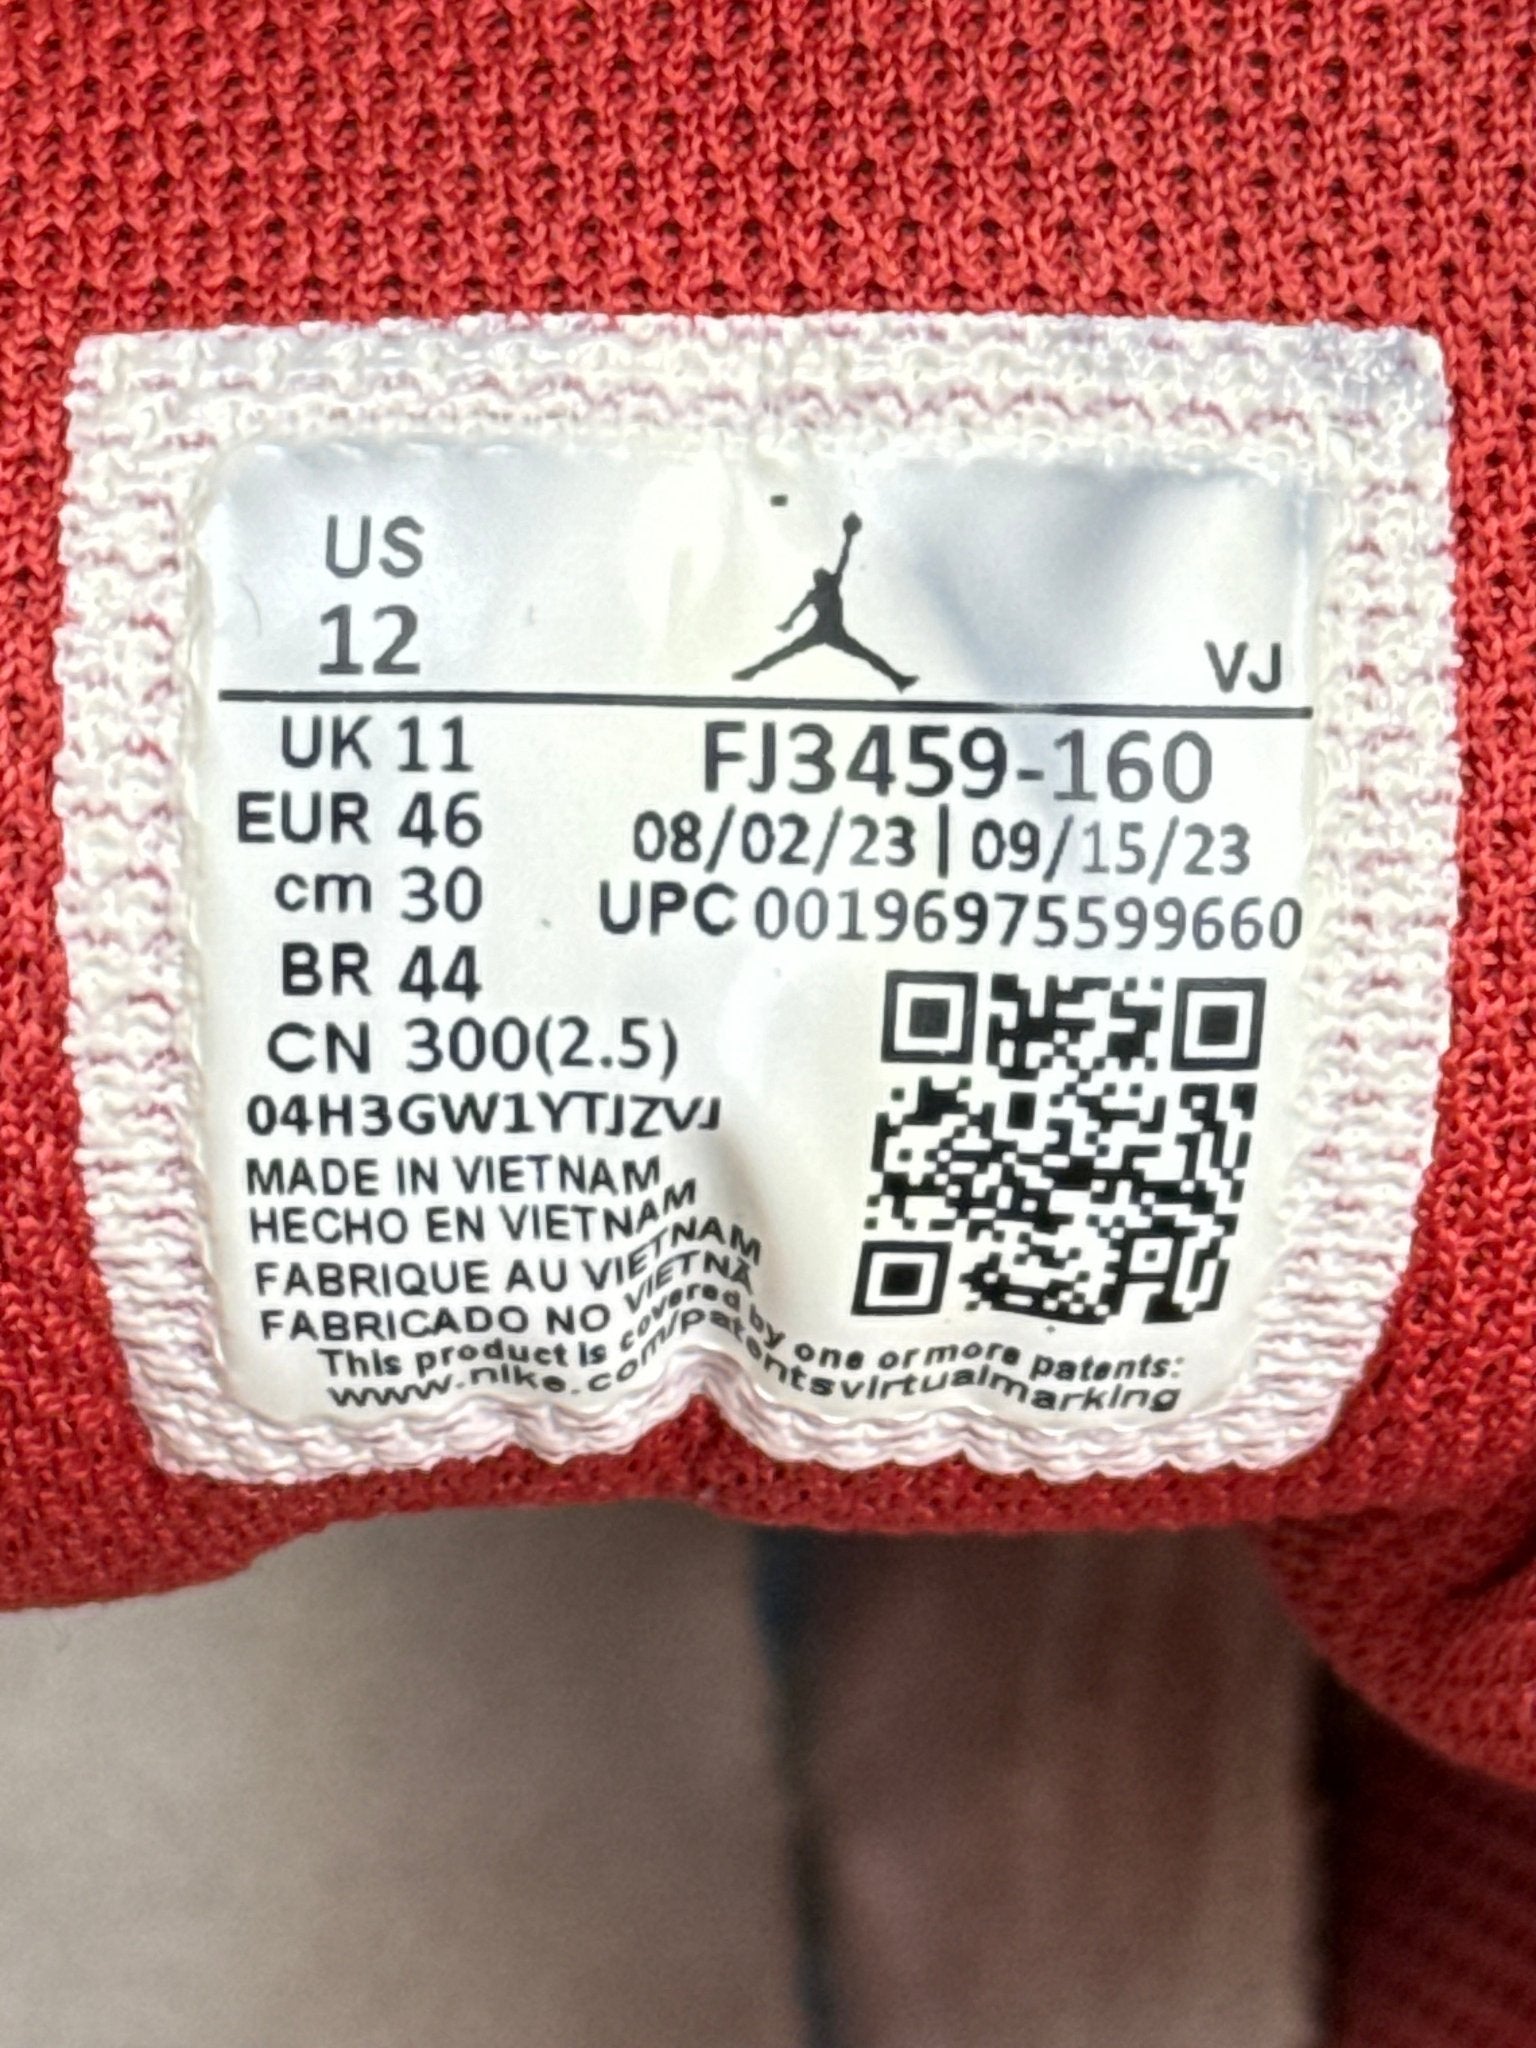 US
12
VJ
UK 11
EUR 46
cm 30
BR 44
CN 300(2.5)
FJ3459-160
08/02/23 | 09/15/23
UPC 00196975599660
04H3GW1YTJZVJ
MADE IN VIETNAM
HECHO EN VIETNAM
FABRIQUE AU VIETNAM
FABRICADO NO VIETNÃ
This product is covered by one or more patents:
www.nike.com/patentsvirtualmarking